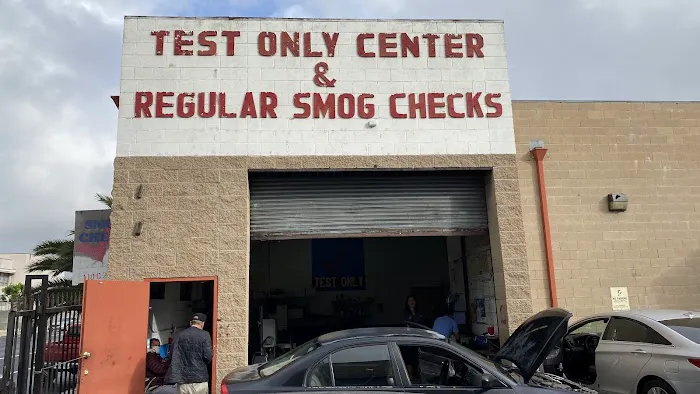 TEST ONLY CENTER
&
REGULAR SMOG CHECKS
TEST ONLY